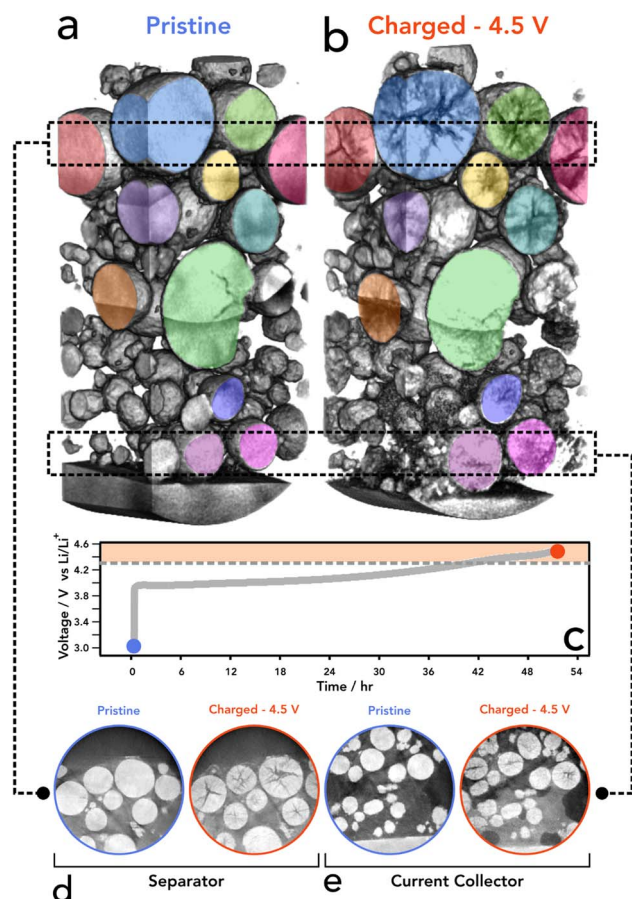 a
Pristine
b
Charged - 4.5 V
Voltage / V vs Li/Li+
4.6
4.2
3.8
3.4
3.0
c
0 6 12 18 24 30 36 42 48 54
Time / hr
Pristine
Charged - 4.5 V
Pristine
Charged - 4.5 V
d
Separator
e
Current Collector